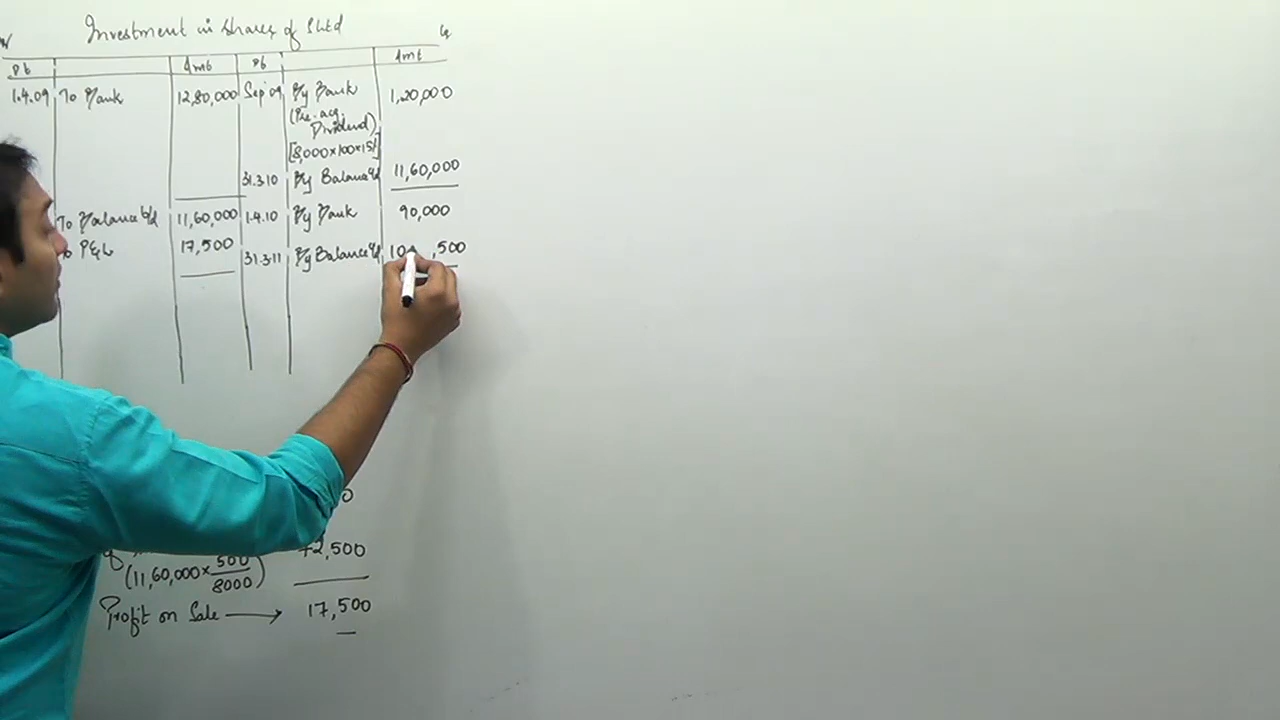 Investment in Shares of S Ltd
Dt Amt Dt Amt
1.4.09 To Bank 12,80,000 Sep'09 By Bank 1,20,000
(Pre-acq.
Dividend)
[8,000×100×15%]
31.3.10 By Balance c/d 11,60,000
To Balance b/d 11,60,000 1.4.10 By Bank 90,000
To P&L 17,500 31.3.11 By Balance c/d 10 ,500
0
72,500
(11,60,000×500/8000)
Profit on Sale → 17,500